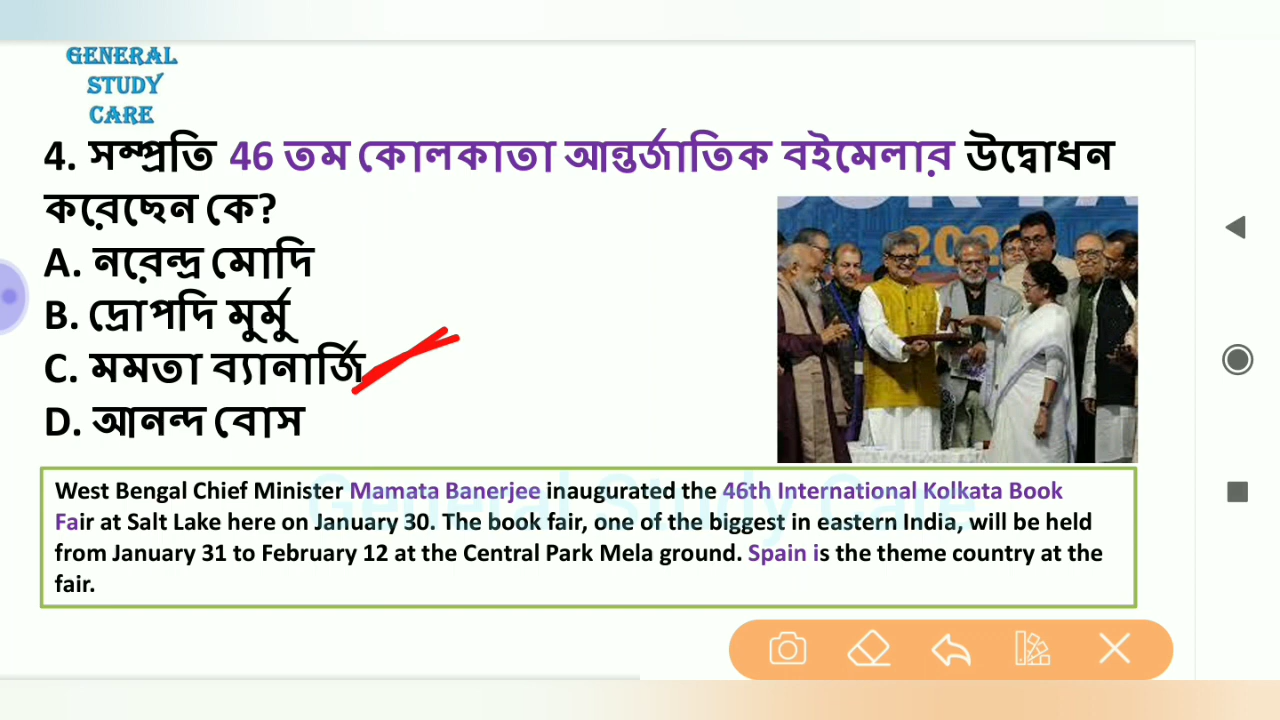 GENERAL
STUDY
CARE
4. সম্প্রতি 46 তম কোলকাতা আন্তর্জাতিক বইমেলার উদ্বোধন
করেছেন কে?
A. নরেন্দ্র মোদি
B. দ্রোপদি মুর্মু
C. মমতা ব্যানার্জি
D. আনন্দ বোস
West Bengal Chief Minister Mamata Banerjee inaugurated the 46th International Kolkata Book
Fair at Salt Lake here on January 30. The book fair, one of the biggest in eastern India, will be held
from January 31 to February 12 at the Central Park Mela ground. Spain is the theme country at the
fair.
General Study Care